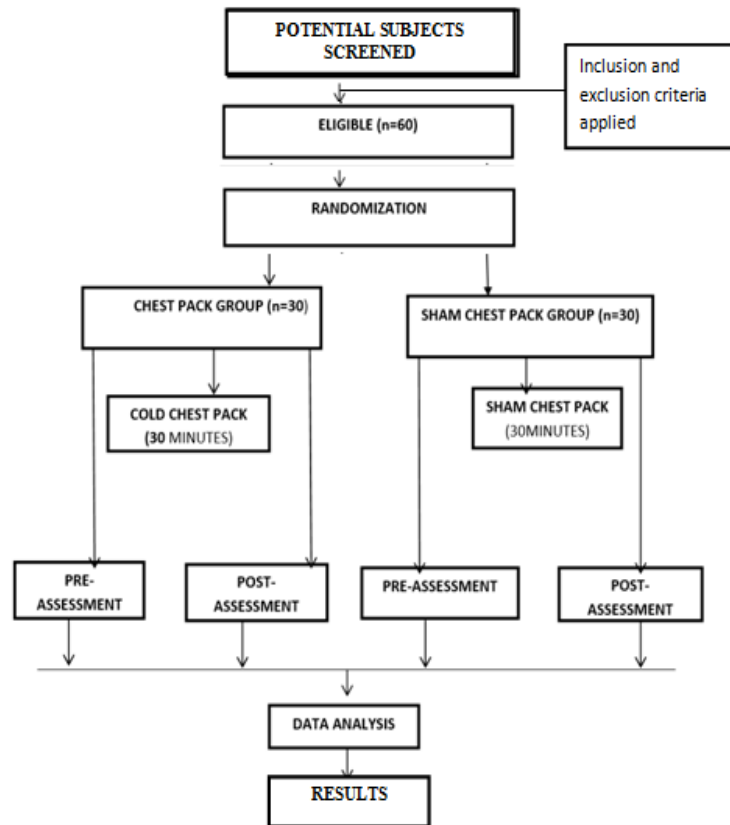 POTENTIAL SUBJECTS
SCREENED
Inclusion and
exclusion criteria
applied
ELIGIBLE (n=60)
RANDOMIZATION
CHEST PACK GROUP (n=30)
SHAM CHEST PACK GROUP (n=30)
COLD CHEST PACK
(30 MINUTES)
SHAM CHEST PACK
(30MINUTES)
PRE-
ASSESSMENT
POST-
ASSESSMENT
PRE-ASSESSMENT
POST-
ASSESSMENT
DATA ANALYSIS
RESULTS